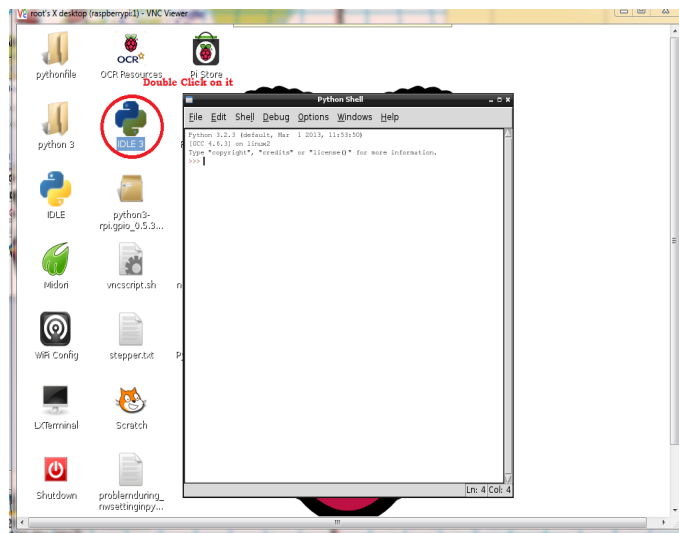 root's X desktop (raspberrypi:1) - VNC Viewer
pythonfile
OCR
OCR Resources
Pi Store
Double Click on it
python 3
IDLE 3
IDLE
python3-
rpi.gpio_0.5.3...
Midori
vncscript.sh
WiFi Config
stepper.txt
LXTerminal
Scratch
Shutdown
problemduring_
nwsettinginpy...
Python Shell
File Edit Shell Debug Options Windows Help
Python 3.2.3 (default, Mar 1 2013, 11:53:50)
[GCC 4.6.3] on linux2
Type "copyright", "credits" or "license()" for more information.
>>>
Ln: 4 Col: 4